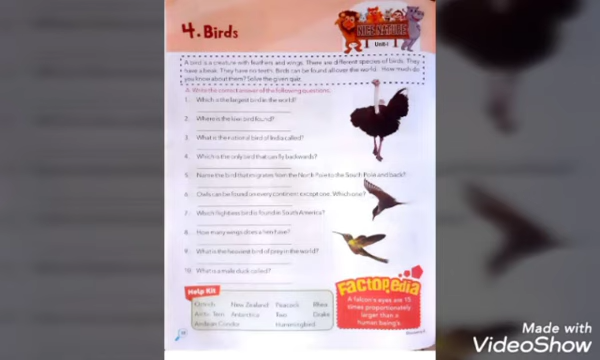 4. Birds
NICE NATURE
Unit-I
A bird is a creature with feathers and wings. There are different species of birds. They
have a beak. They have no teeth. Birds can be found all over the world. How much do
you know about them? Solve the given quiz.
A. Write the correct answer of the following questions.
1. Which is the largest bird in the world?
2. Where is the kiwi bird found?
3. What is the national bird of India called?
4. Which is the only bird that can fly backwards?
5. Name the bird that migrates from the North Pole to the South Pole and back?
6. Owls can be found on every continent except one. Which one?
7. Which flightless bird is found in South America?
8. How many wings does a hen have?
9. What is the heaviest bird of prey in the world?
10. What is a male duck called?
Help Kit
Ostrich New Zealand Peacock Rhea
Arctic Tern Antarctica Two Drake
Andean Condor Hummingbird
FACTOPEDIA
A falcon's eyes are 15
times proportionately
larger than a
human being's
Made with
VideoShow